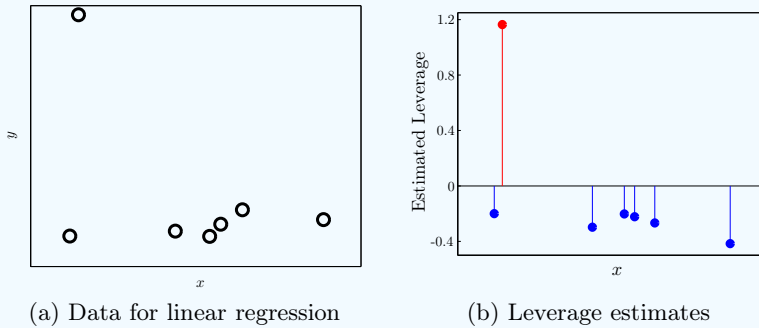 y
x
(a) Data for linear regression
Estimated Leverage
1.2
0.8
0.4
0
-0.4
x
(b) Leverage estimates